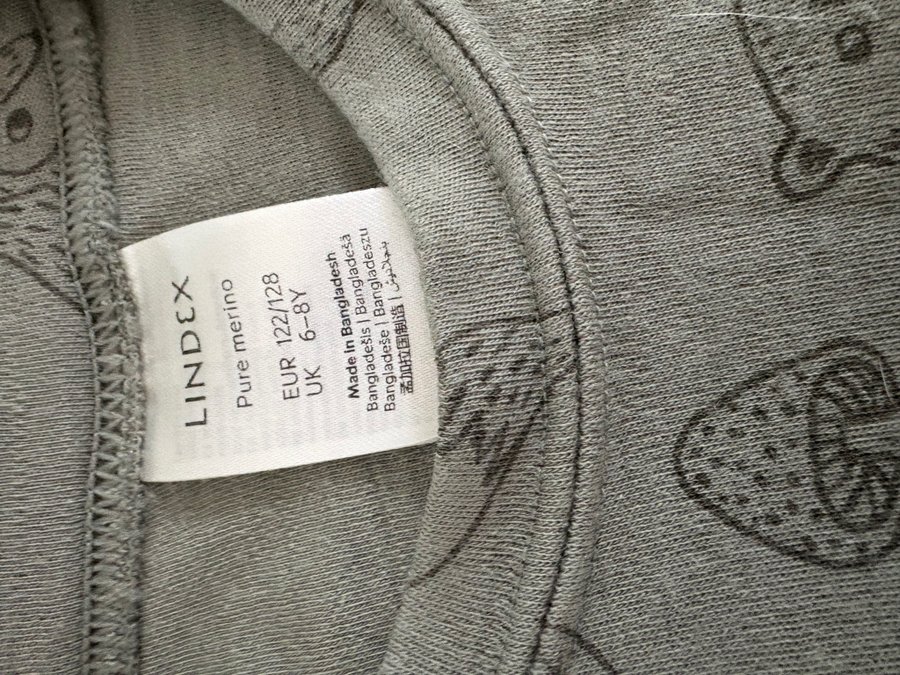 LINDEX
Pure merino
EUR 122/128
UK 6–8Y
Made in Bangladesh
Bangladešis | Bangladešā
Bangladeše | Bangladeszu
孟加拉国制造 | بنجلاديش